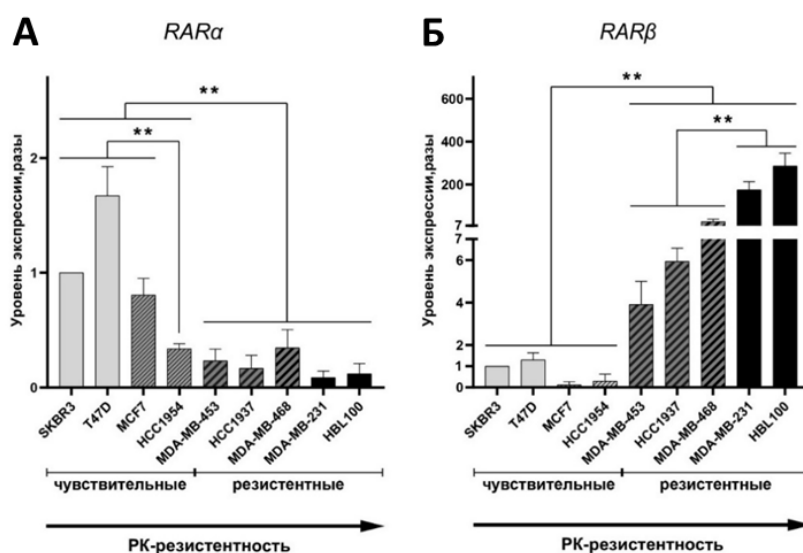 А
RARα
Уровень экспрессии,разы
2
1
0
**
**
SKBR3
T47D
MCF7
HCC1954
MDA-MB-453
HCC1937
MDA-MB-468
MDA-MB-231
HBL100
чувствительные
резистентные
РК-резистентность
Б
RARβ
Уровень экспрессии,разы
600
400
200
7
7
6
4
2
1
0
**
**
SKBR3
T47D
MCF7
HCC1954
MDA-MB-453
HCC1937
MDA-MB-468
MDA-MB-231
HBL100
чувствительные
резистентные
РК-резистентность